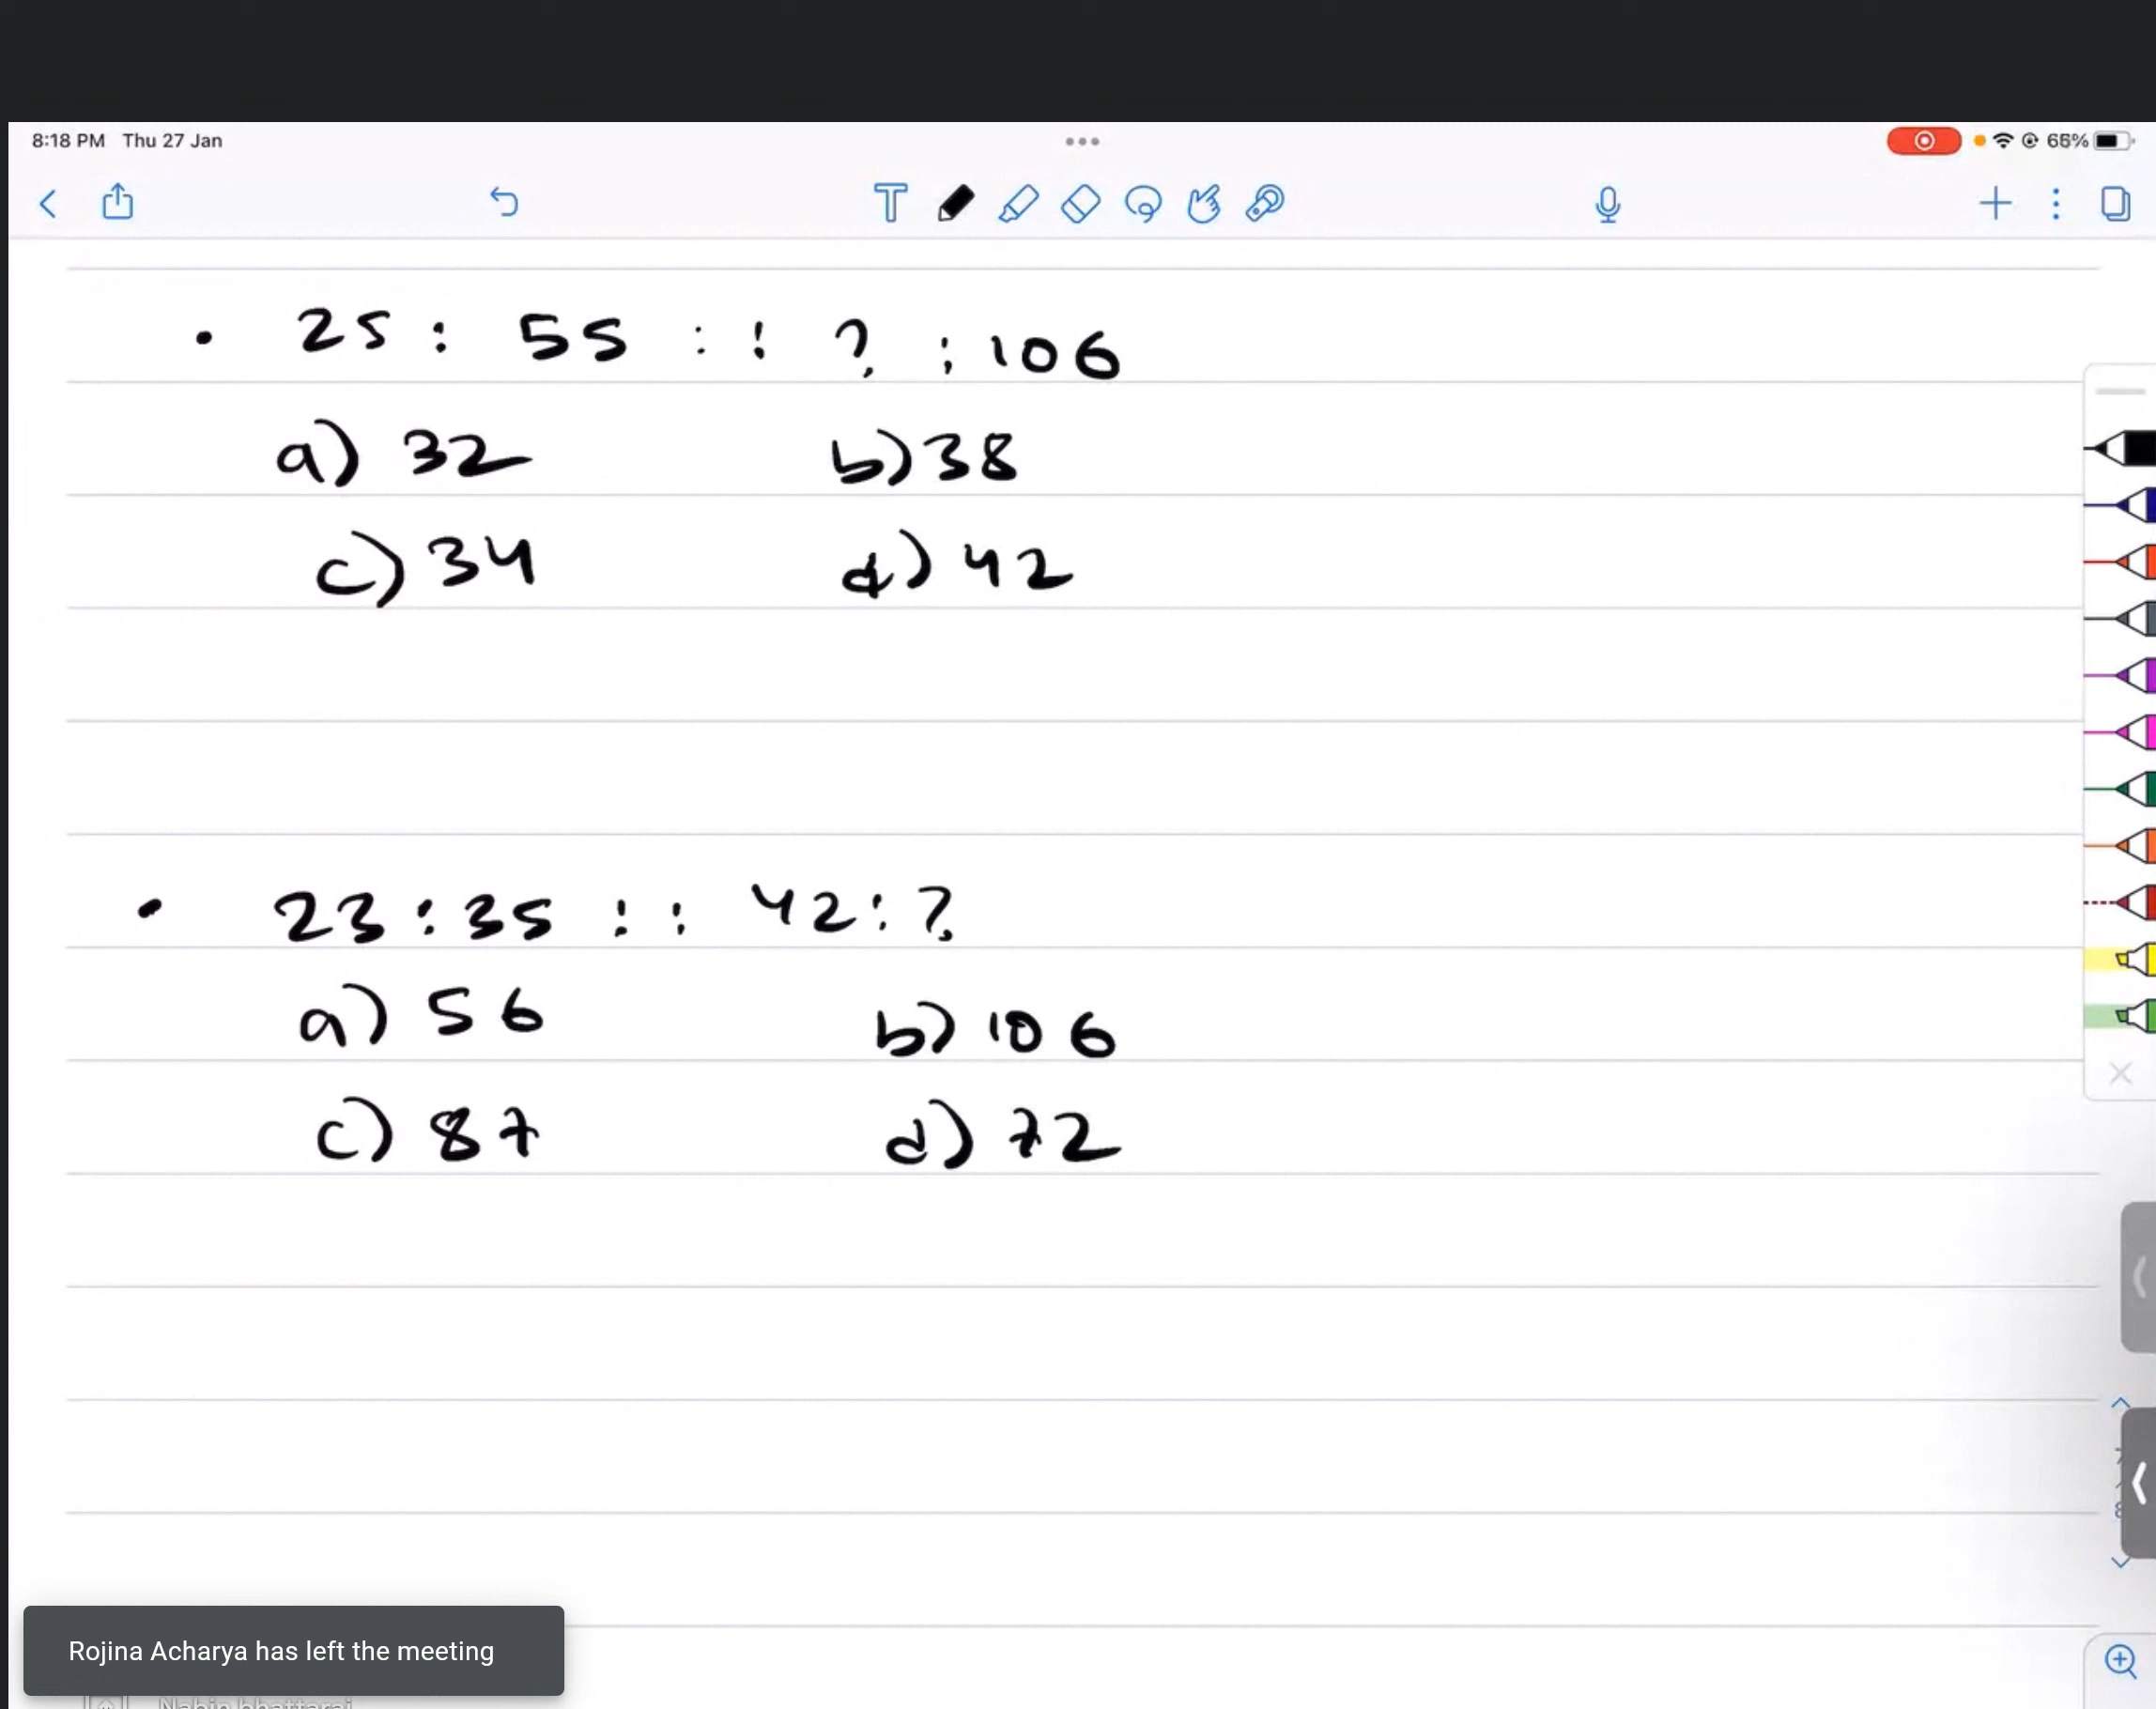 8:18 PM Thu 27 Jan
T
• 25 : 55 : : ? : 106
a) 32 b) 38
c) 34 d) 42
• 23 : 35 : : 42 : ?
a) 56 b) 106
c) 87 d) 72
Rojina Acharya has left the meeting